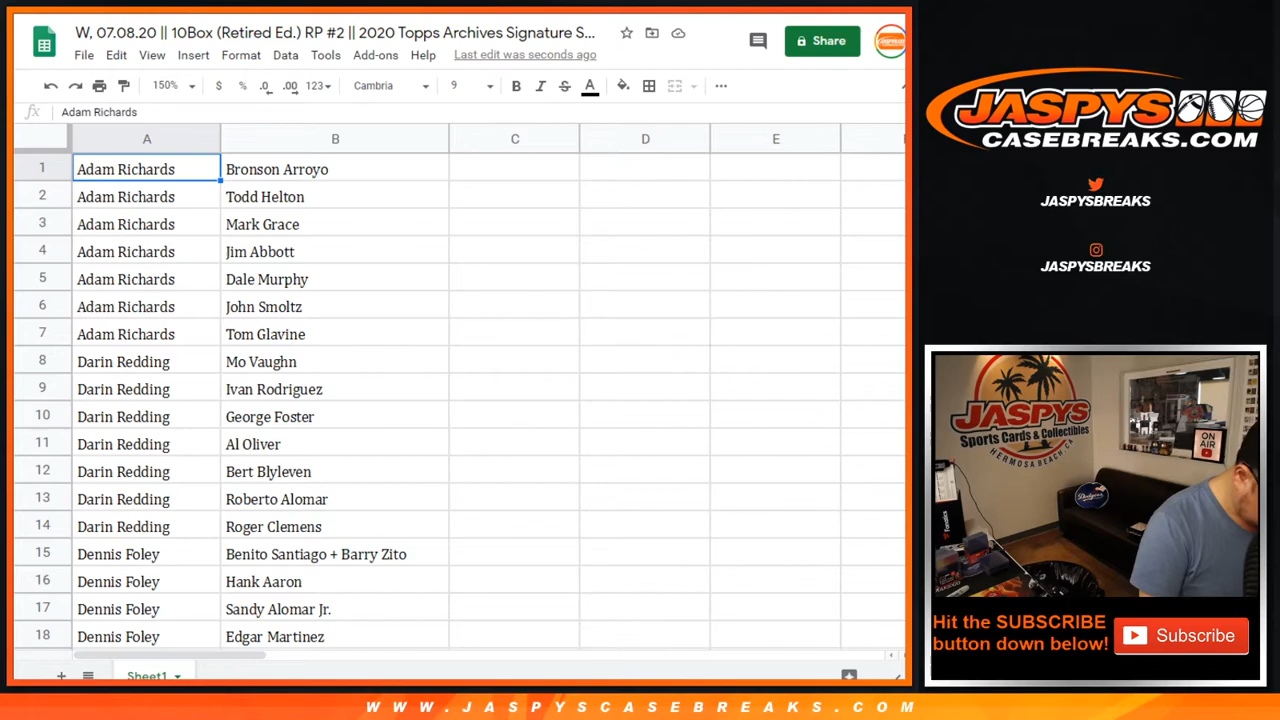 W, 07.08.20 || 10Box (Retired Ed.) RP #2 || 2020 Topps Archives Signature S...
File Edit View Insert Format Data Tools Add-ons Help Last edit was seconds ago
Share
150% $ % .0 .00 123 Cambria 9 B I S A
fx Adam Richards
A B C D E
1 Adam Richards Bronson Arroyo
2 Adam Richards Todd Helton
3 Adam Richards Mark Grace
4 Adam Richards Jim Abbott
5 Adam Richards Dale Murphy
6 Adam Richards John Smoltz
7 Adam Richards Tom Glavine
8 Darin Redding Mo Vaughn
9 Darin Redding Ivan Rodriguez
10 Darin Redding George Foster
11 Darin Redding Al Oliver
12 Darin Redding Bert Blyleven
13 Darin Redding Roberto Alomar
14 Darin Redding Roger Clemens
15 Dennis Foley Benito Santiago + Barry Zito
16 Dennis Foley Hank Aaron
17 Dennis Foley Sandy Alomar Jr.
18 Dennis Foley Edgar Martinez
Sheet1
JASPYS
CASEBREAKS.COM
JASPYSBREAKS
JASPYSBREAKS
JASPYS
Sports Cards & Collectibles
HERMOSA BEACH, CA
ON AIR
Dodgers
Fanatics
Hit the SUBSCRIBE
button down below!
Subscribe
WWW.JASPYSCASEBREAKS.COM